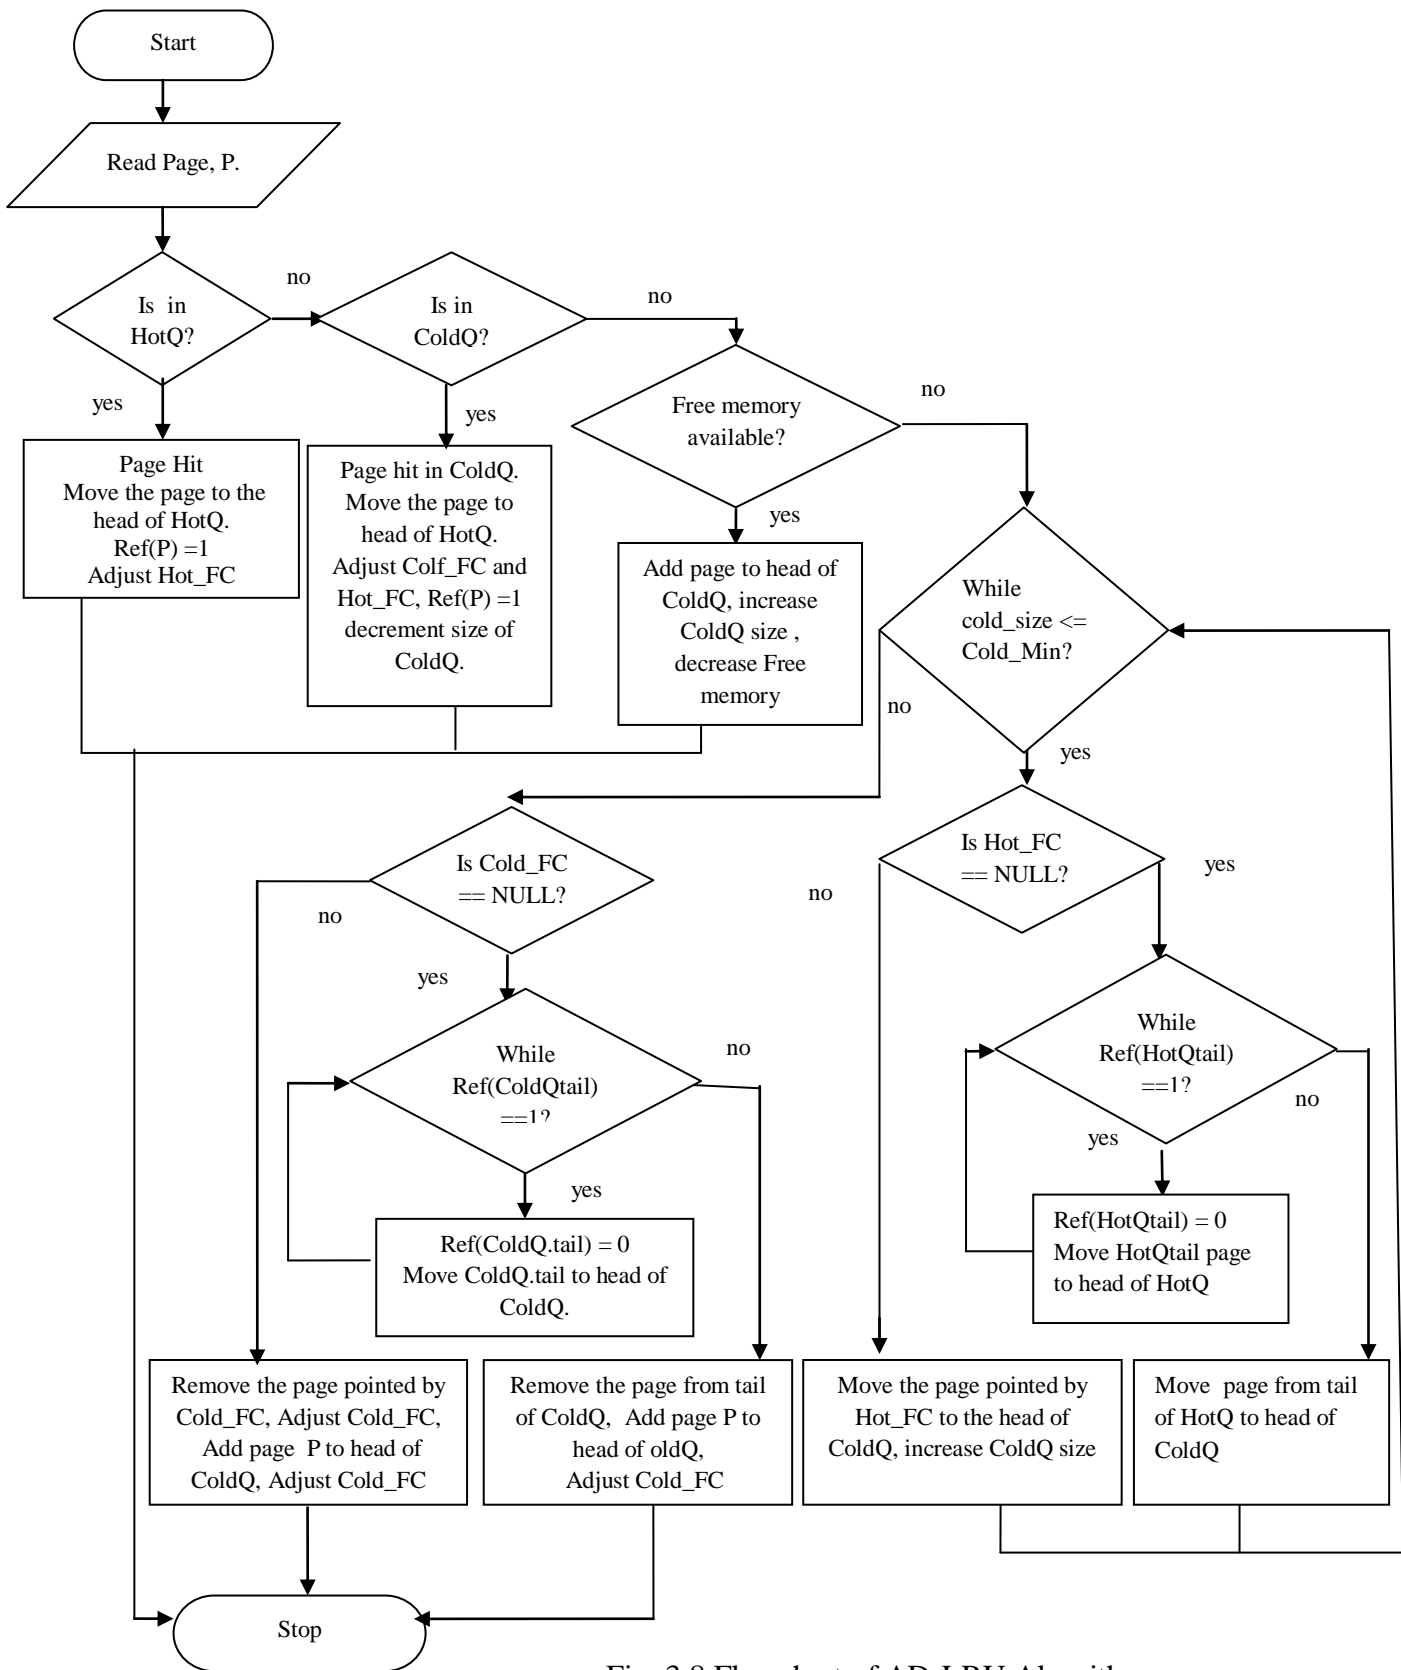 Start
Read Page, P.
Is in
HotQ?
no
Is in
ColdQ?
no
yes
yes
Free memory
available?
no
Page Hit
Move the page to the
head of HotQ.
Ref(P) =1
Adjust Hot_FC
Page hit in ColdQ.
Move the page to
head of HotQ.
Adjust Colf_FC and
Hot_FC, Ref(P) =1
decrement size of
ColdQ.
yes
Add page to head of
ColdQ, increase
ColdQ size ,
decrease Free
memory
While
cold_size <=
Cold_Min?
no
yes
Is Cold_FC
== NULL?
no
yes
Is Hot_FC
== NULL?
no
yes
While
Ref(ColdQtail)
==1?
no
yes
While
Ref(HotQtail)
==1?
no
yes
Ref(ColdQ.tail) = 0
Move ColdQ.tail to head of
ColdQ.
Ref(HotQtail) = 0
Move HotQtail page
to head of HotQ
Remove the page pointed by
Cold_FC, Adjust Cold_FC,
Add page P to head of
ColdQ, Adjust Cold_FC
Remove the page from tail
of ColdQ, Add page P to
head of oldQ,
Adjust Cold_FC
Move the page pointed by
Hot_FC to the head of
ColdQ, increase ColdQ size
Move page from tail
of HotQ to head of
ColdQ
Stop